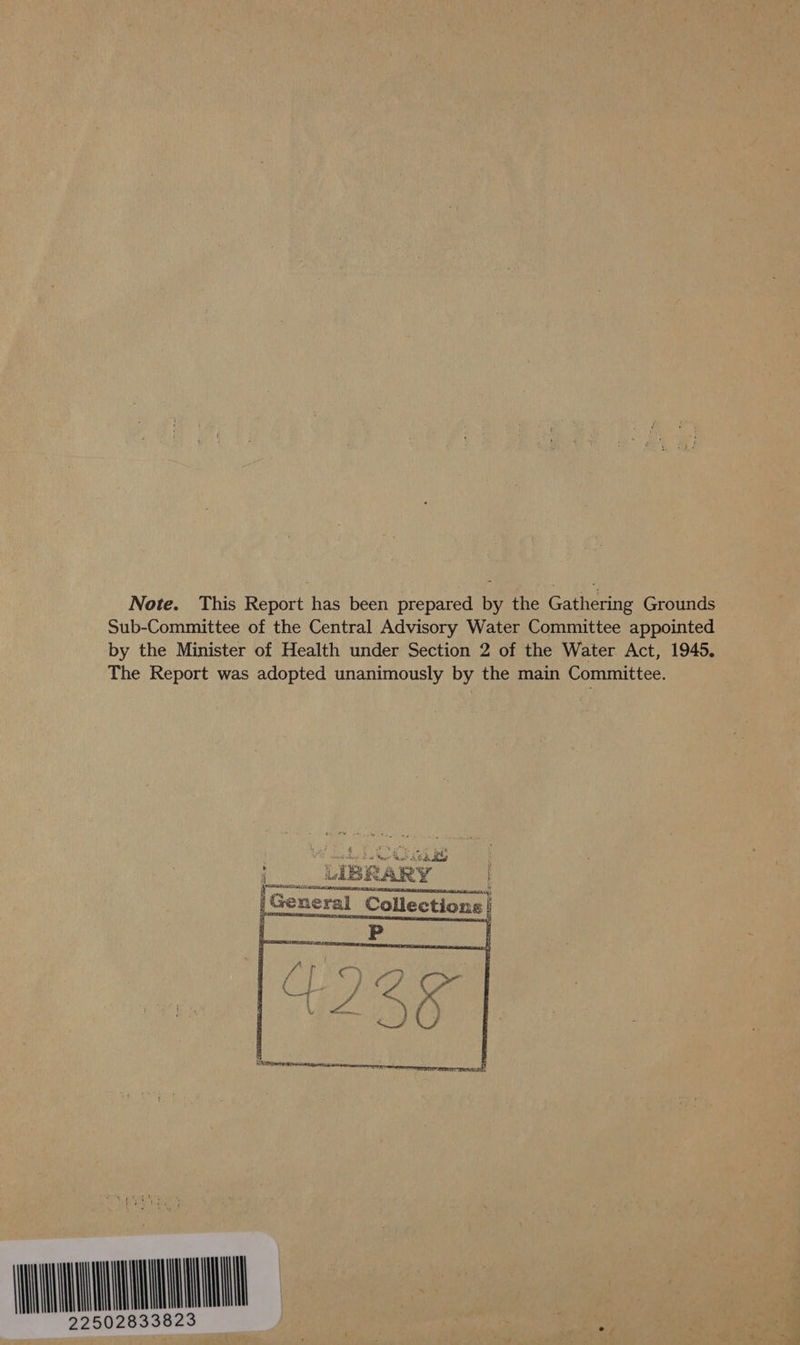 Note. This Report has been prepared by the Gathering Grounds
Sub-Committee of the Central Advisory Water Committee appointed
by the Minister of Health under Section 2 of the Water Act, 1945.
The Report was adopted unanimously by the main Committee.
LIBRARY
General Collections
P
4238
22502833823